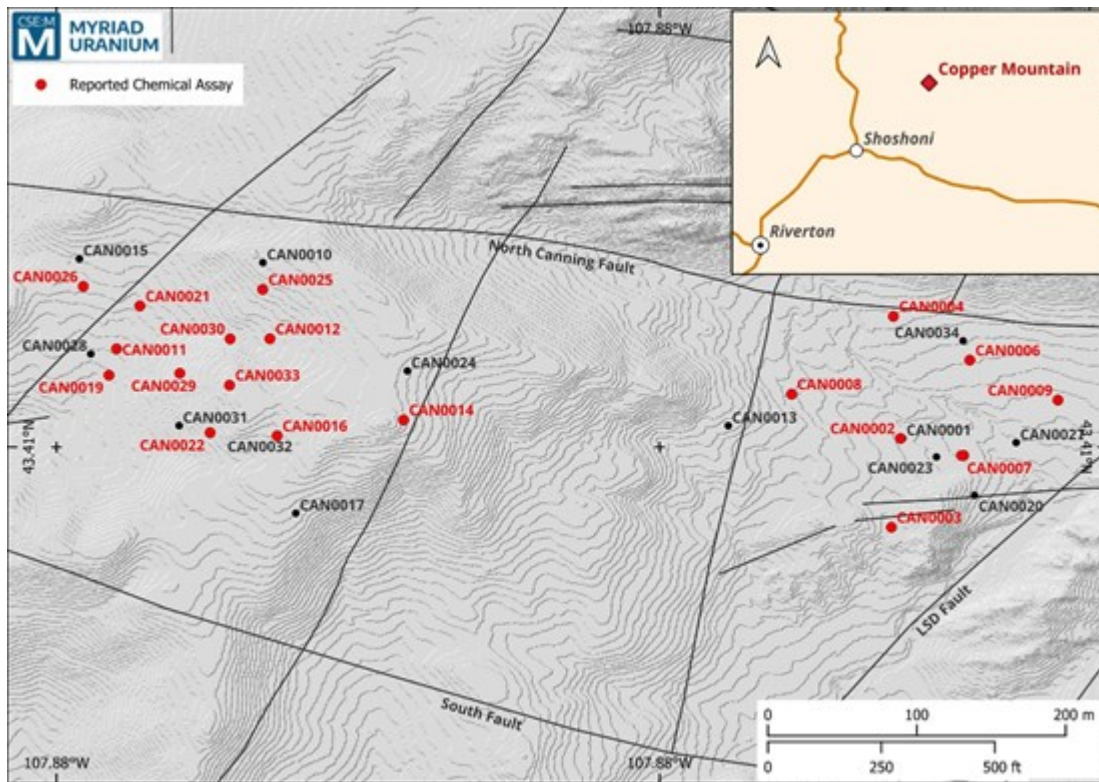 CSE:M
M
MYRIAD
URANIUM
Reported Chemical Assay
107.88°W
Copper Mountain
Shoshoni
Riverton
North Canning Fault
CAN0015
CAN0010
CAN0026
CAN0025
CAN0021
CAN0004
CAN0030
CAN0012
CAN0034
CAN0028
CAN0011
CAN0006
CAN0024
CAN0019
CAN0029
CAN0033
CAN0008
CAN0009
CAN0014
CAN0031
CAN0013
CAN0022
CAN0016
CAN0032
CAN0002
CAN0001
CAN0027
43.41°N
43.41°N
CAN0023
CAN0007
CAN0020
CAN0017
CAN0003
LSD Fault
South Fault
0 100 200 m
0 250 500 ft
107.88°W
107.88°W